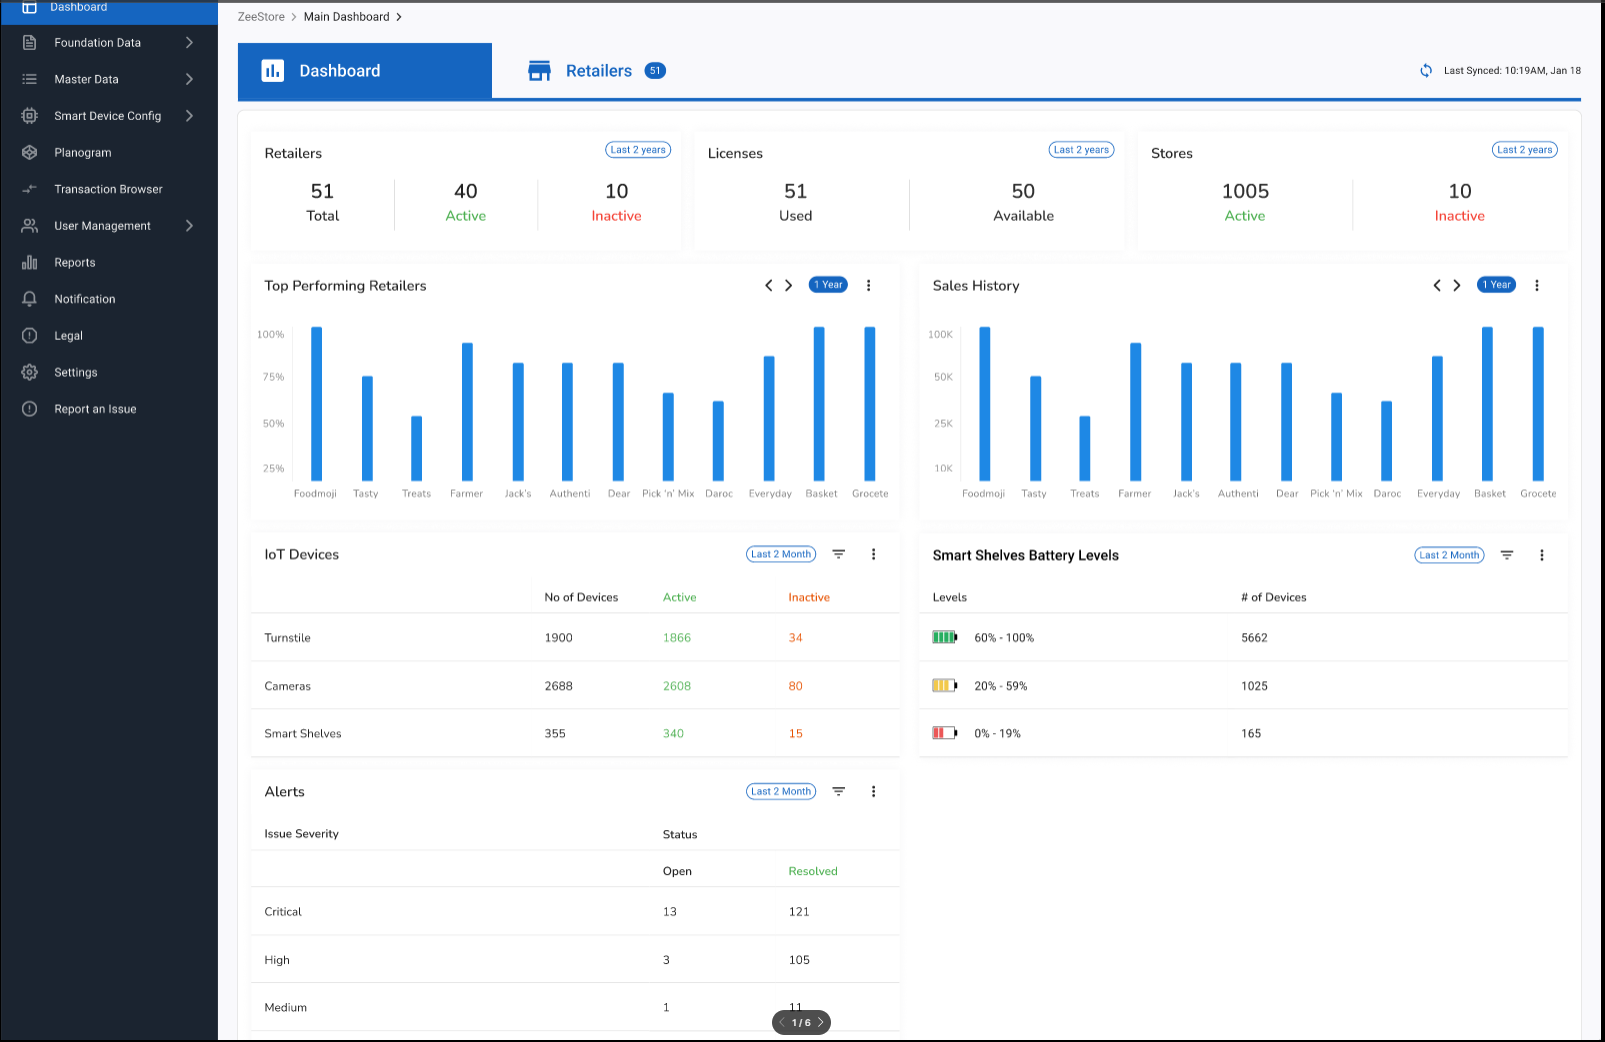 Dashboard
Foundation Data
Master Data
Smart Device Config
Planogram
Transaction Browser
User Management
Reports
Notification
Legal
Settings
Report an Issue
ZeeStore > Main Dashboard >
Dashboard
Retailers 51
Last Synced: 10:19AM, Jan 18
Retailers Last 2 years
51 40 10
Total Active Inactive
Licenses Last 2 years
51 50
Used Available
Stores Last 2 years
1005 10
Active Inactive
Top Performing Retailers < > 1 Year
100%
75%
50%
25%
Foodmoji Tasty Treats Farmer Jack's Authenti Dear Pick 'n' Mix Daroc Everyday Basket Grocete
Sales History < > 1 Year
100K
50K
25K
10K
Foodmoji Tasty Treats Farmer Jack's Authenti Dear Pick 'n' Mix Daroc Everyday Basket Grocete
IoT Devices Last 2 Month
No of Devices Active Inactive
Turnstile 1900 1866 34
Cameras 2688 2608 80
Smart Shelves 355 340 15
Smart Shelves Battery Levels Last 2 Month
Levels # of Devices
60% - 100% 5662
20% - 59% 1025
0% - 19% 165
Alerts Last 2 Month
Issue Severity Status
Open Resolved
Critical 13 121
High 3 105
Medium 1 11
< 1 / 6 >